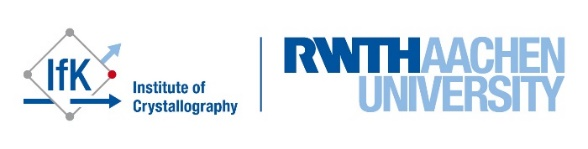 IfK
Institute of
Crystallography
RWTHAACHEN
UNIVERSITY